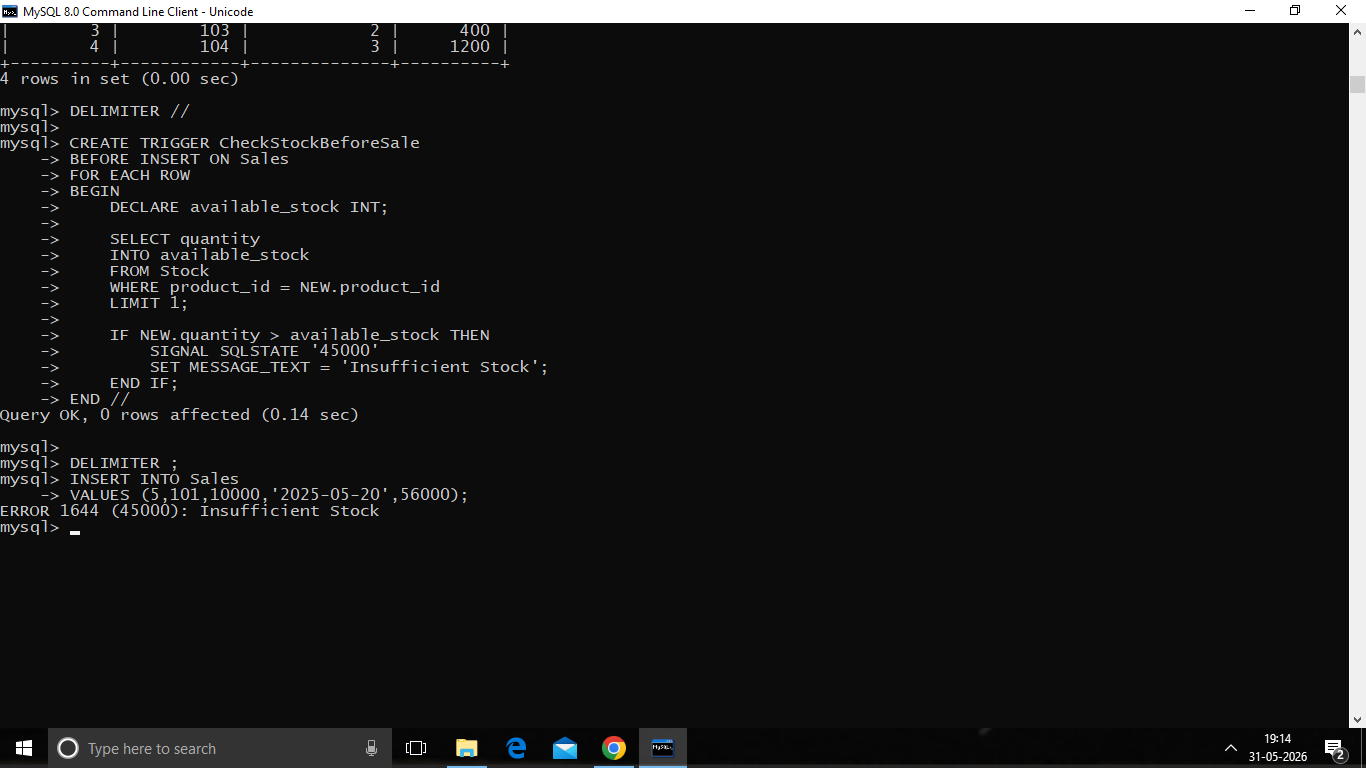 MySQL 8.0 Command Line Client - Unicode
|        3 |        103 |            2 |      400 |
|        4 |        104 |            3 |     1200 |
+----------+------------+--------------+----------+
4 rows in set (0.00 sec)
mysql> DELIMITER //
mysql>
mysql> CREATE TRIGGER CheckStockBeforeSale
    -> BEFORE INSERT ON Sales
    -> FOR EACH ROW
    -> BEGIN
    ->     DECLARE available_stock INT;
    ->
    ->     SELECT quantity
    ->     INTO available_stock
    ->     FROM Stock
    ->     WHERE product_id = NEW.product_id
    ->     LIMIT 1;
    ->
    ->     IF NEW.quantity > available_stock THEN
    ->         SIGNAL SQLSTATE '45000'
    ->         SET MESSAGE_TEXT = 'Insufficient Stock';
    ->     END IF;
    -> END //
Query OK, 0 rows affected (0.14 sec)
mysql>
mysql> DELIMITER ;
mysql> INSERT INTO Sales
    -> VALUES (5,101,10000,'2025-05-20',56000);
ERROR 1644 (45000): Insufficient Stock
mysql> _
Type here to search
19:14
31-05-2026
2